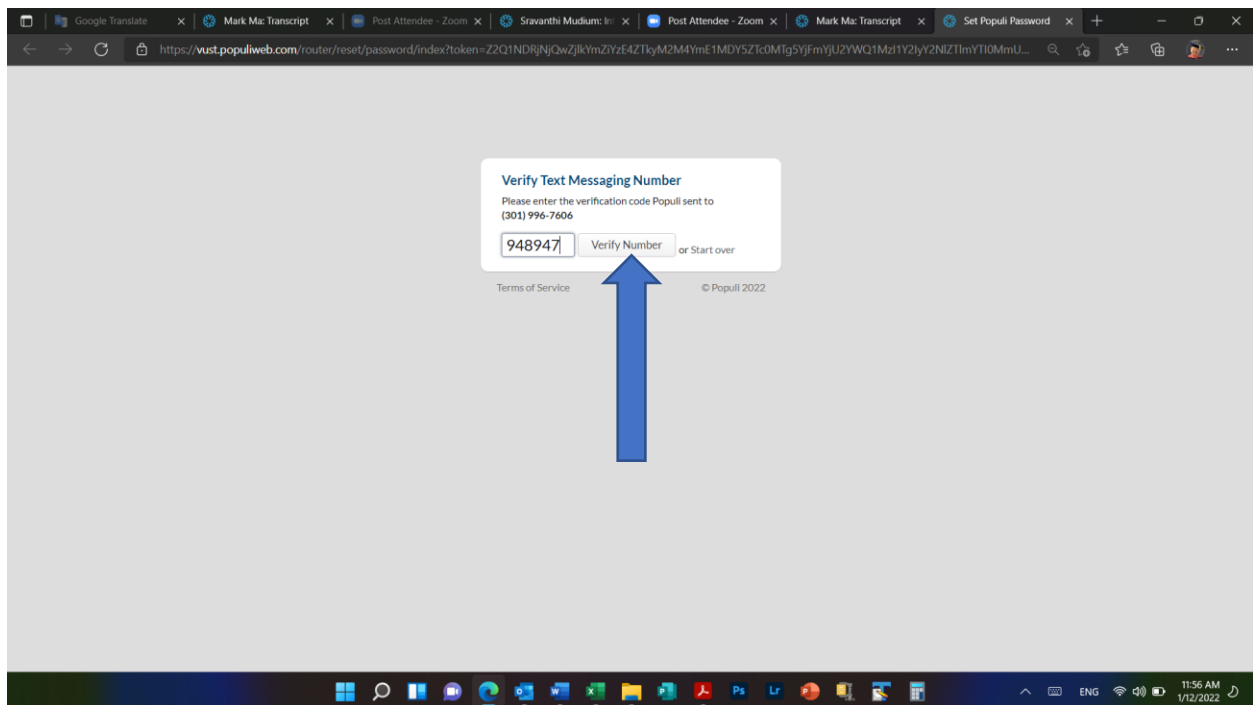 Google Translate
Mark Ma: Transcript
Post Attendee - Zoom
Sravanthi Mudium: In
Post Attendee - Zoom
Mark Ma: Transcript
Set Populi Password
https://vust.populiweb.com/router/reset/password/index?token=
Verify Text Messaging Number
Please enter the verification code Populi sent to
(301) 996-7606
948947 Verify Number or Start over
Terms of Service © Populi 2022
Ps Lr
ENG 11:56 AM
1/12/2022